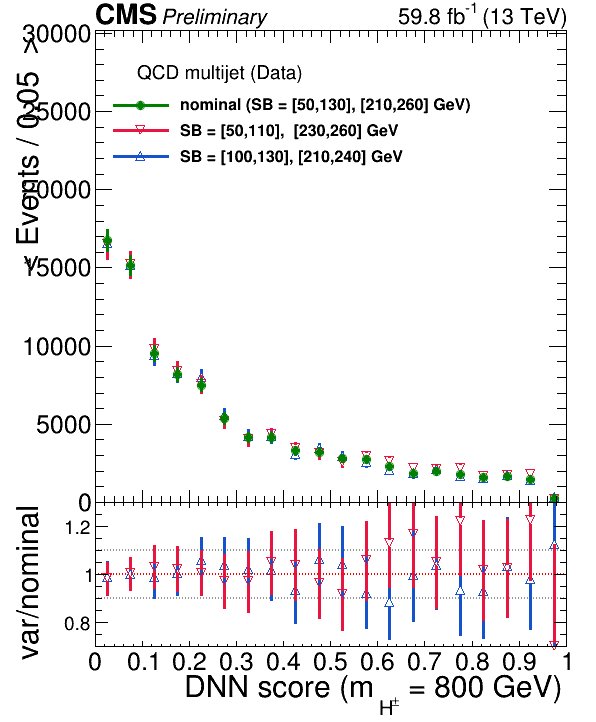 CMS Preliminary 59.8 fb⁻¹ (13 TeV)
< Events / 0.05 >
30000
25000
20000
15000
10000
5000
0
QCD multijet (Data)
nominal (SB = [50,130], [210,260] GeV)
SB = [50,110], [230,260] GeV
SB = [100,130], [210,240] GeV
var/nominal
1.2
1
0.8
0 0.1 0.2 0.3 0.4 0.5 0.6 0.7 0.8 0.9 1
DNN score (m_H± = 800 GeV)